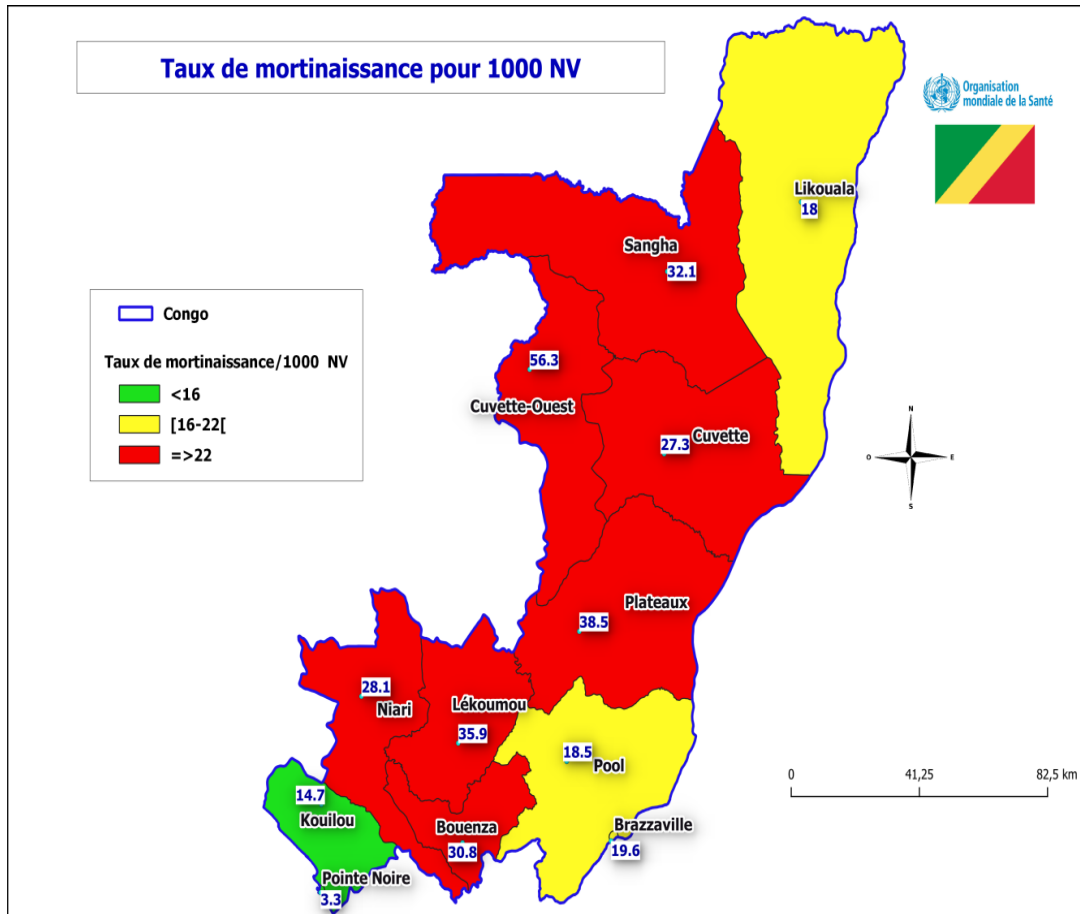 Taux de mortinaissance pour 1000 NV
Organisation
mondiale de la Santé
Likouala
18
Sangha
32.1
Congo
Taux de mortinaissance/1000 NV
<16
[16-22[
=>22
56.3
Cuvette-Ouest
Cuvette
27.3
N
O
E
S
Plateaux
38.5
28.1
Niari
Lékoumou
35.9
18.5
Pool
0
41,25
82,5 km
14.7
Kouilou
Bouenza
30.8
Brazzaville
19.6
Pointe Noire
3.3